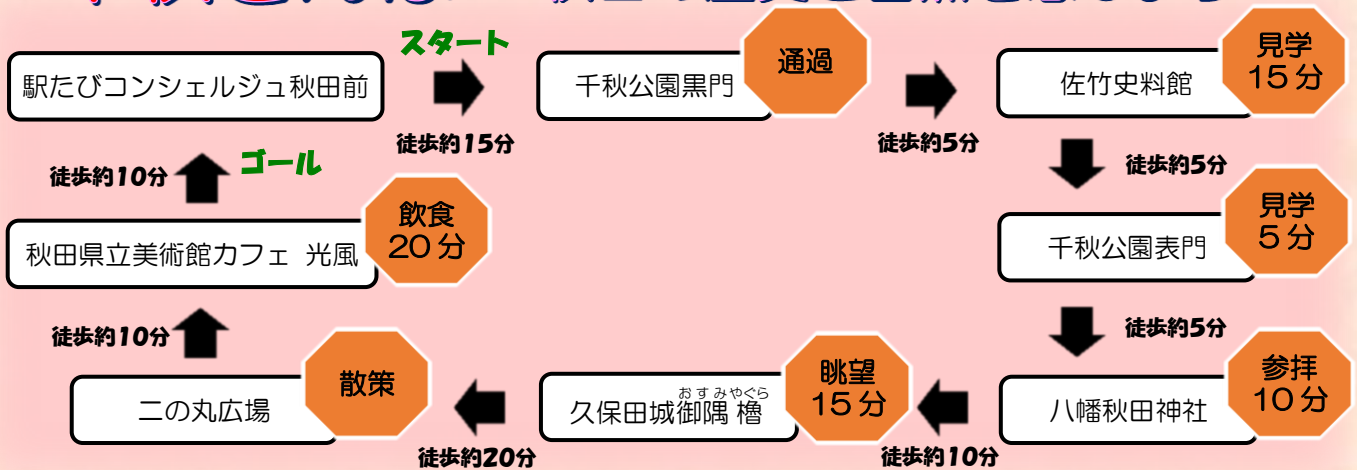 スタート
駅たびコンシェルジュ秋田前
徒歩約15分
千秋公園黒門
通過
徒歩約5分
佐竹史料館
見学
15分
徒歩約5分
千秋公園表門
見学
5分
徒歩約5分
八幡秋田神社
参拝
10分
徒歩約10分
久保田城御隅櫓
おすみやぐら
眺望
15分
徒歩約20分
二の丸広場
散策
徒歩約10分
秋田県立美術館カフェ 光風
飲食
20分
徒歩約10分
ゴール